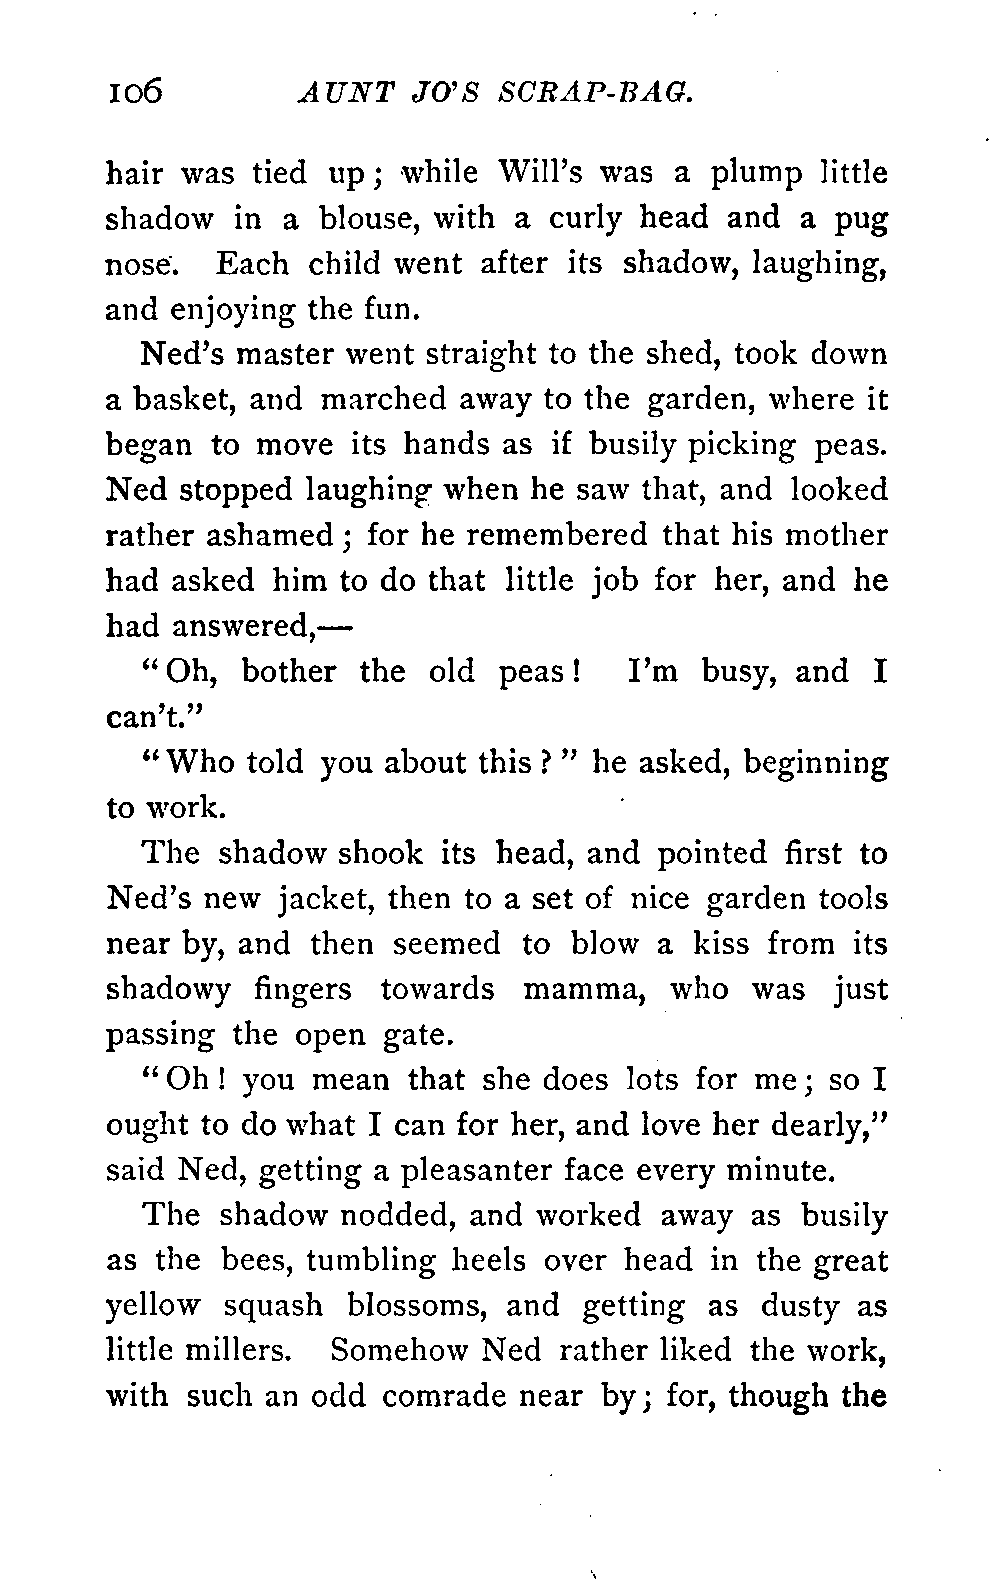 106 AUNT JO'S SCRAP-BAG.
hair was tied up; while Will's was a plump little
shadow in a blouse, with a curly head and a pug
nose. Each child went after its shadow, laughing,
and enjoying the fun.
Ned's master went straight to the shed, took down
a basket, and marched away to the garden, where it
began to move its hands as if busily picking peas.
Ned stopped laughing when he saw that, and looked
rather ashamed; for he remembered that his mother
had asked him to do that little job for her, and he
had answered,—
"Oh, bother the old peas! I'm busy, and I
can't."
"Who told you about this?" he asked, beginning
to work.
The shadow shook its head, and pointed first to
Ned's new jacket, then to a set of nice garden tools
near by, and then seemed to blow a kiss from its
shadowy fingers towards mamma, who was just
passing the open gate.
"Oh! you mean that she does lots for me; so I
ought to do what I can for her, and love her dearly,"
said Ned, getting a pleasanter face every minute.
The shadow nodded, and worked away as busily
as the bees, tumbling heels over head in the great
yellow squash blossoms, and getting as dusty as
little millers. Somehow Ned rather liked the work,
with such an odd comrade near by; for, though the